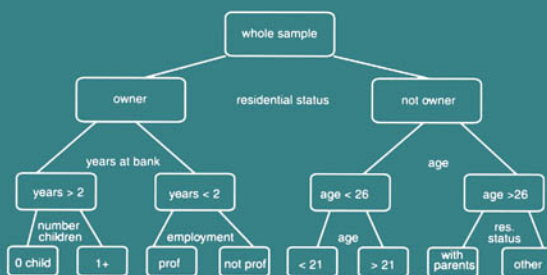 whole sample
owner
residential status
not owner
years at bank
age
years > 2
years < 2
age < 26
age >26
number
children
employment
age
res.
status
0 child
1+
prof
not prof
< 21
> 21
with
parents
other